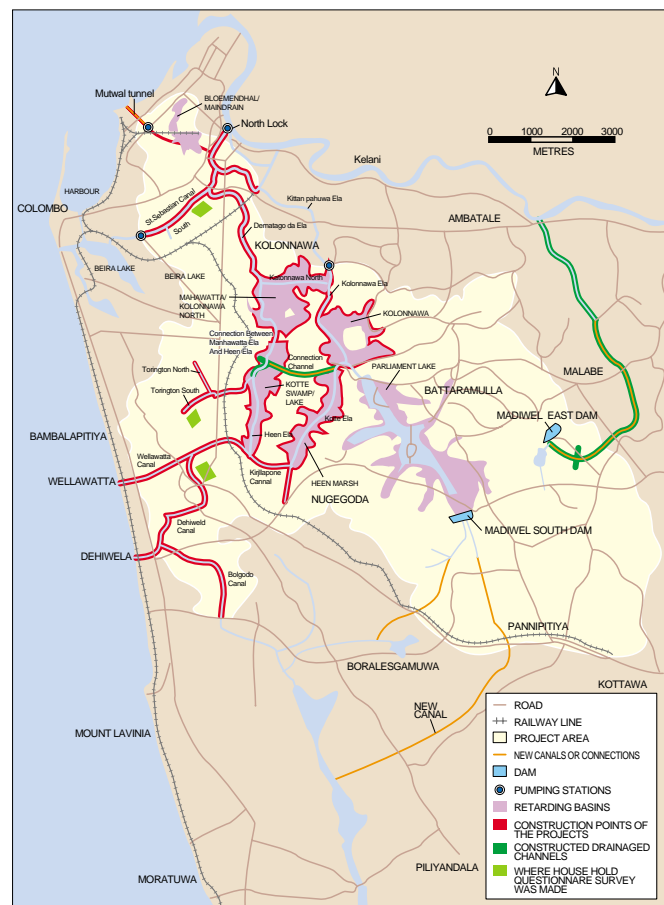 Mutwal tunnel
BLOEMENDHAL/
MAINDRAIN
North Lock
N
0 1000 2000 3000
METRES
Kelani
HARBOUR
COLOMBO
St Sebastian Canal
South
Kittan pahuwa Ela
AMBATALE
Dematago da Ela
KOLONNAWA
BEIRA LAKE
BEIRA LAKE
Kolonnawa North
Kolonnawa Ela
MAHAWATTA/
KOLONNAWA
NORTH
KOLONNAWA
Connection Between
Manhawatta Ela
And Heen Ela
Connection
Channel
PARLIAMENT LAKE
Torington North
MALABE
KOTTE
SWAMP/
LAKE
BATTARAMULLA
Torington South
MADIWEL EAST DAM
Kotte Ela
BAMBALAPITIYA
Heen Ela
Wellawatta
Canal
Kirjllapone
Cannal
HEEN MARSH
WELLAWATTA
NUGEGODA
Dehiweld
Canal
MADIWEL SOUTH DAM
DEHIWELA
Bolgodo
Canal
PANNIPITIYA
BORALESGAMUWA
KOTTAWA
NEW
CANAL
MOUNT LAVINIA
ROAD
RAILWAY LINE
PROJECT AREA
NEW CANALS OR CONNECTIONS
DAM
PUMPING STATIONS
RETARDING BASINS
CONSTRUCTION POINTS OF
THE PROJECTS
CONSTRUCTED DRAINAGED
CHANNELS
WHERE HOUSE HOLD
QUESTIONNARE SURVEY
WAS MADE
PILIYANDALA
MORATUWA